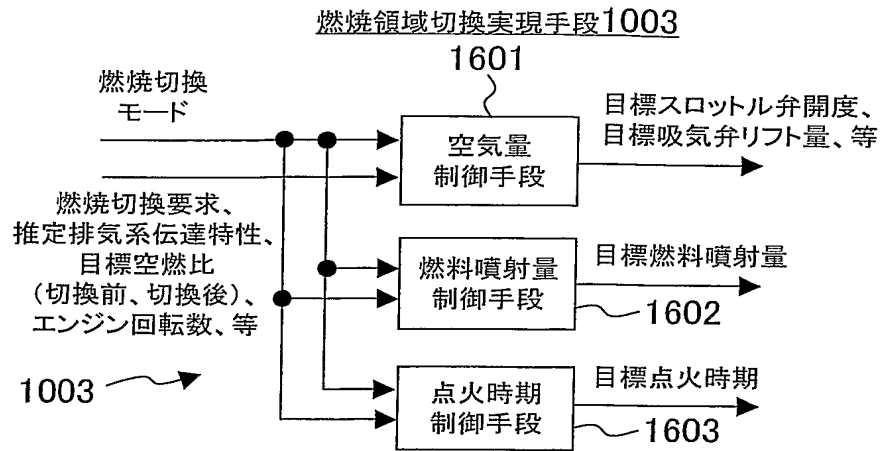 燃焼領域切換実現手段1003
1601
燃焼切換
モード
空気量
制御手段
目標スロットル弁開度、
目標吸気弁リフト量、等
燃焼切換要求、
推定排気系伝達特性、
目標空燃比
(切換前、切換後)、
エンジン回転数、等
燃料噴射量
制御手段
目標燃料噴射量
1602
1003
点火時期
制御手段
目標点火時期
1603